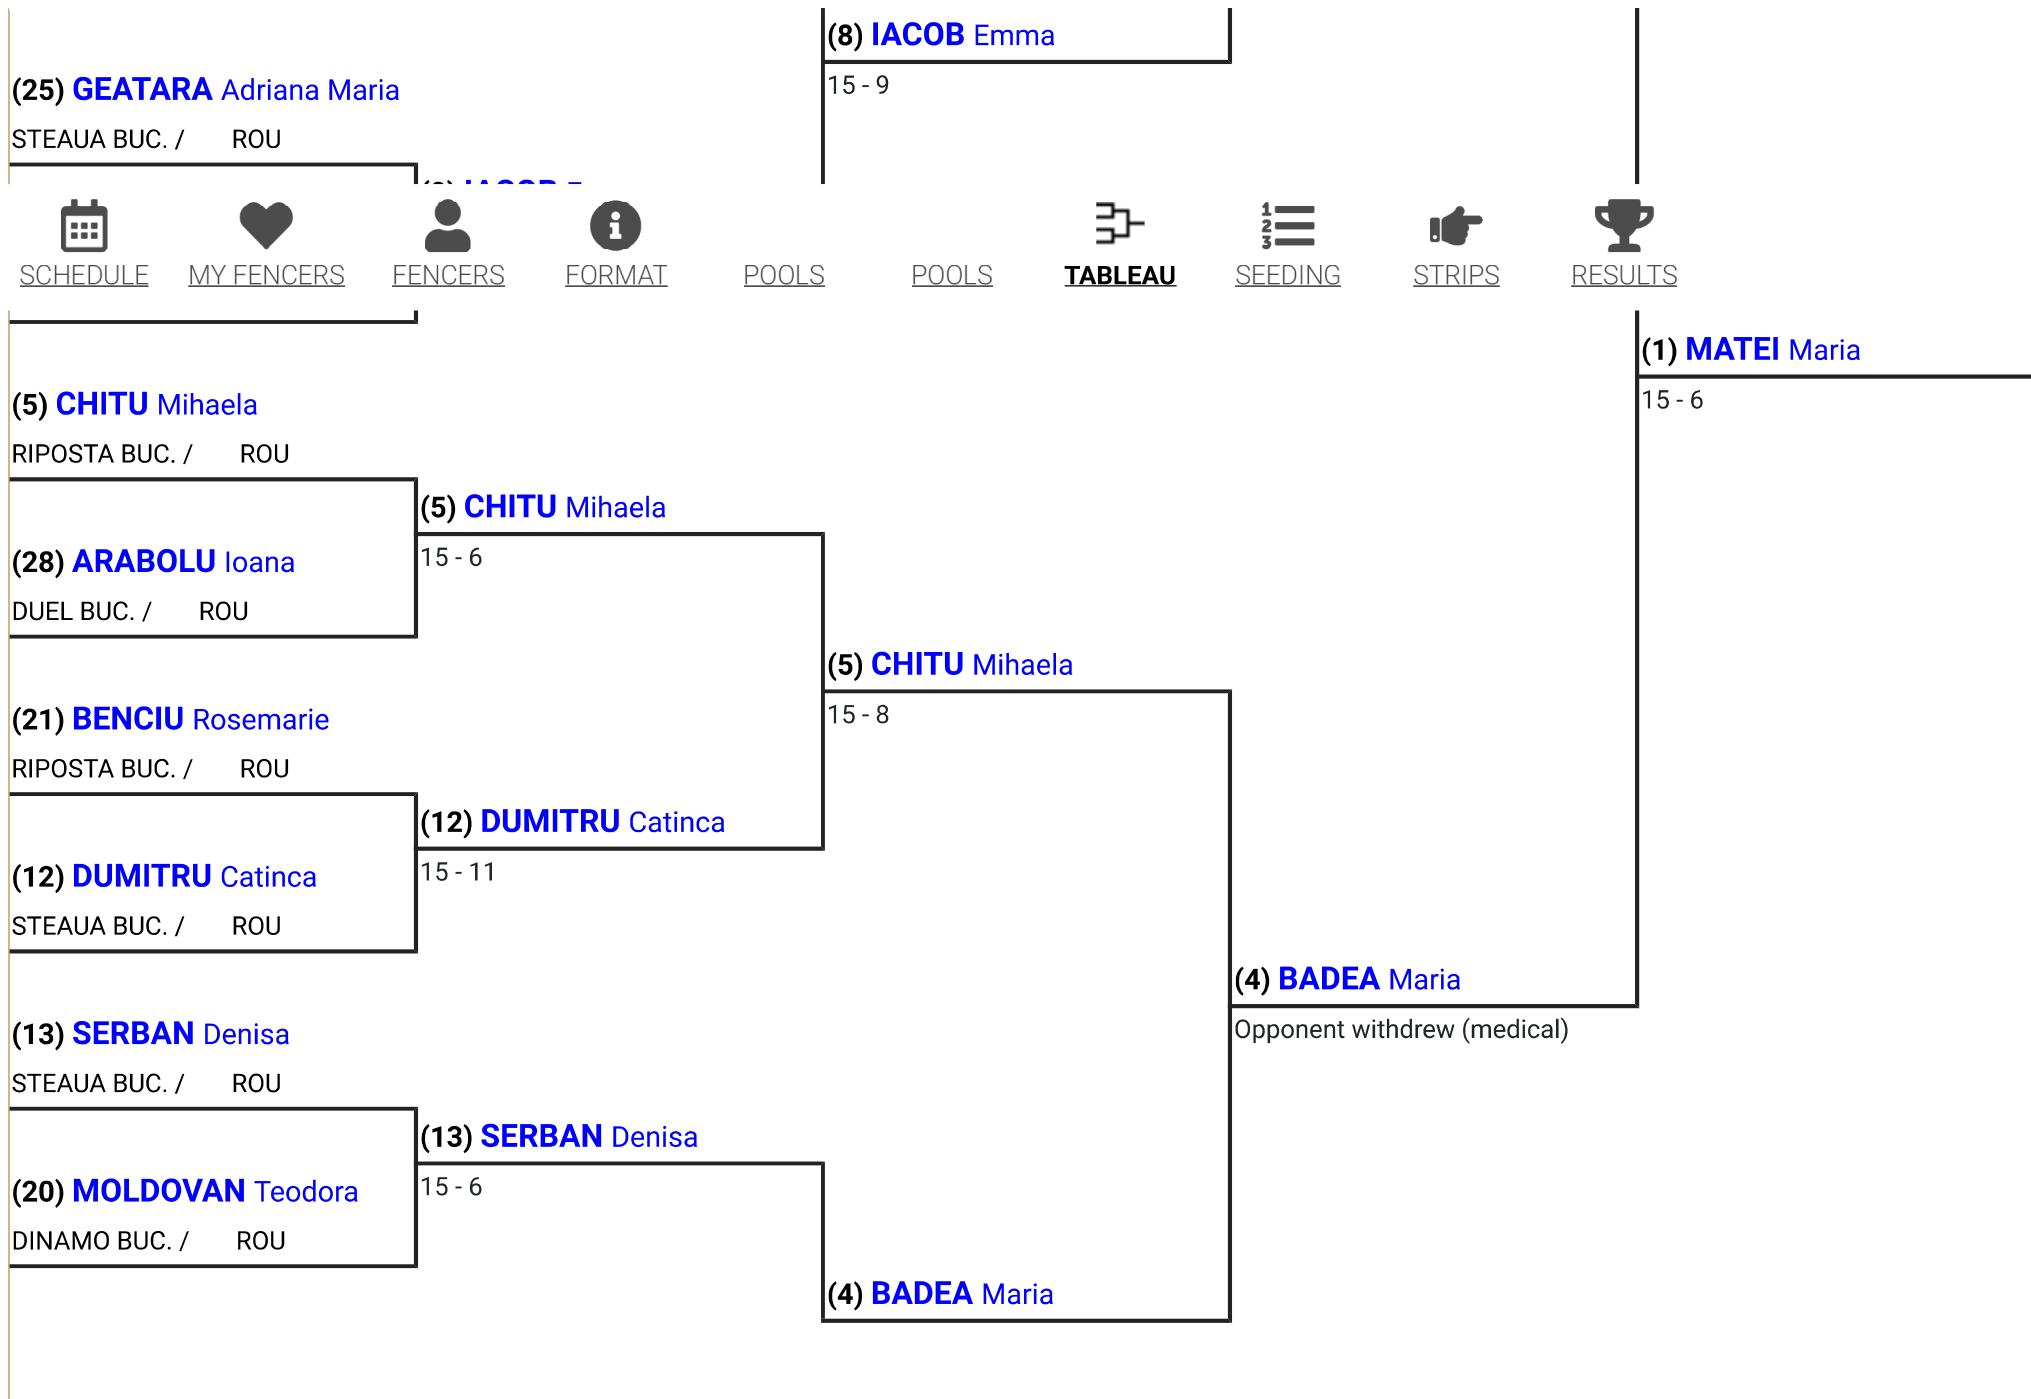 (8) IACOB Emma
(25) GEATARA Adriana Maria
15 - 9
STEAUA BUC. / ROU
SCHEDULE MY FENCERS FENCERS FORMAT POOLS POOLS TABLEAU SEEDING STRIPS RESULTS
(1) MATEI Maria
15 - 6
(5) CHITU Mihaela
RIPOSTA BUC. / ROU
(5) CHITU Mihaela
15 - 6
(28) ARABOLU Ioana
DUEL BUC. / ROU
(5) CHITU Mihaela
15 - 8
(21) BENCIU Rosemarie
RIPOSTA BUC. / ROU
(12) DUMITRU Catinca
15 - 11
(12) DUMITRU Catinca
STEAUA BUC. / ROU
(4) BADEA Maria
Opponent withdrew (medical)
(13) SERBAN Denisa
STEAUA BUC. / ROU
(13) SERBAN Denisa
15 - 6
(20) MOLDOVAN Teodora
DINAMO BUC. / ROU
(4) BADEA Maria